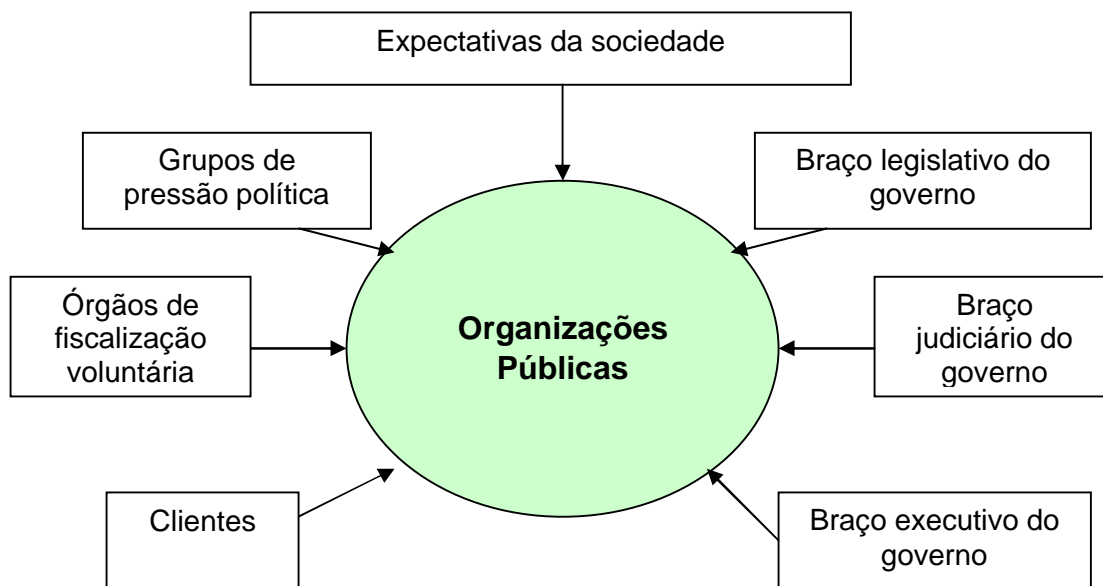 Expectativas da sociedade
Grupos de
pressão política
Braço legislativo do
governo
Órgãos de
fiscalização
voluntária
Organizações
Públicas
Braço
judiciário do
governo
Clientes
Braço executivo do
governo